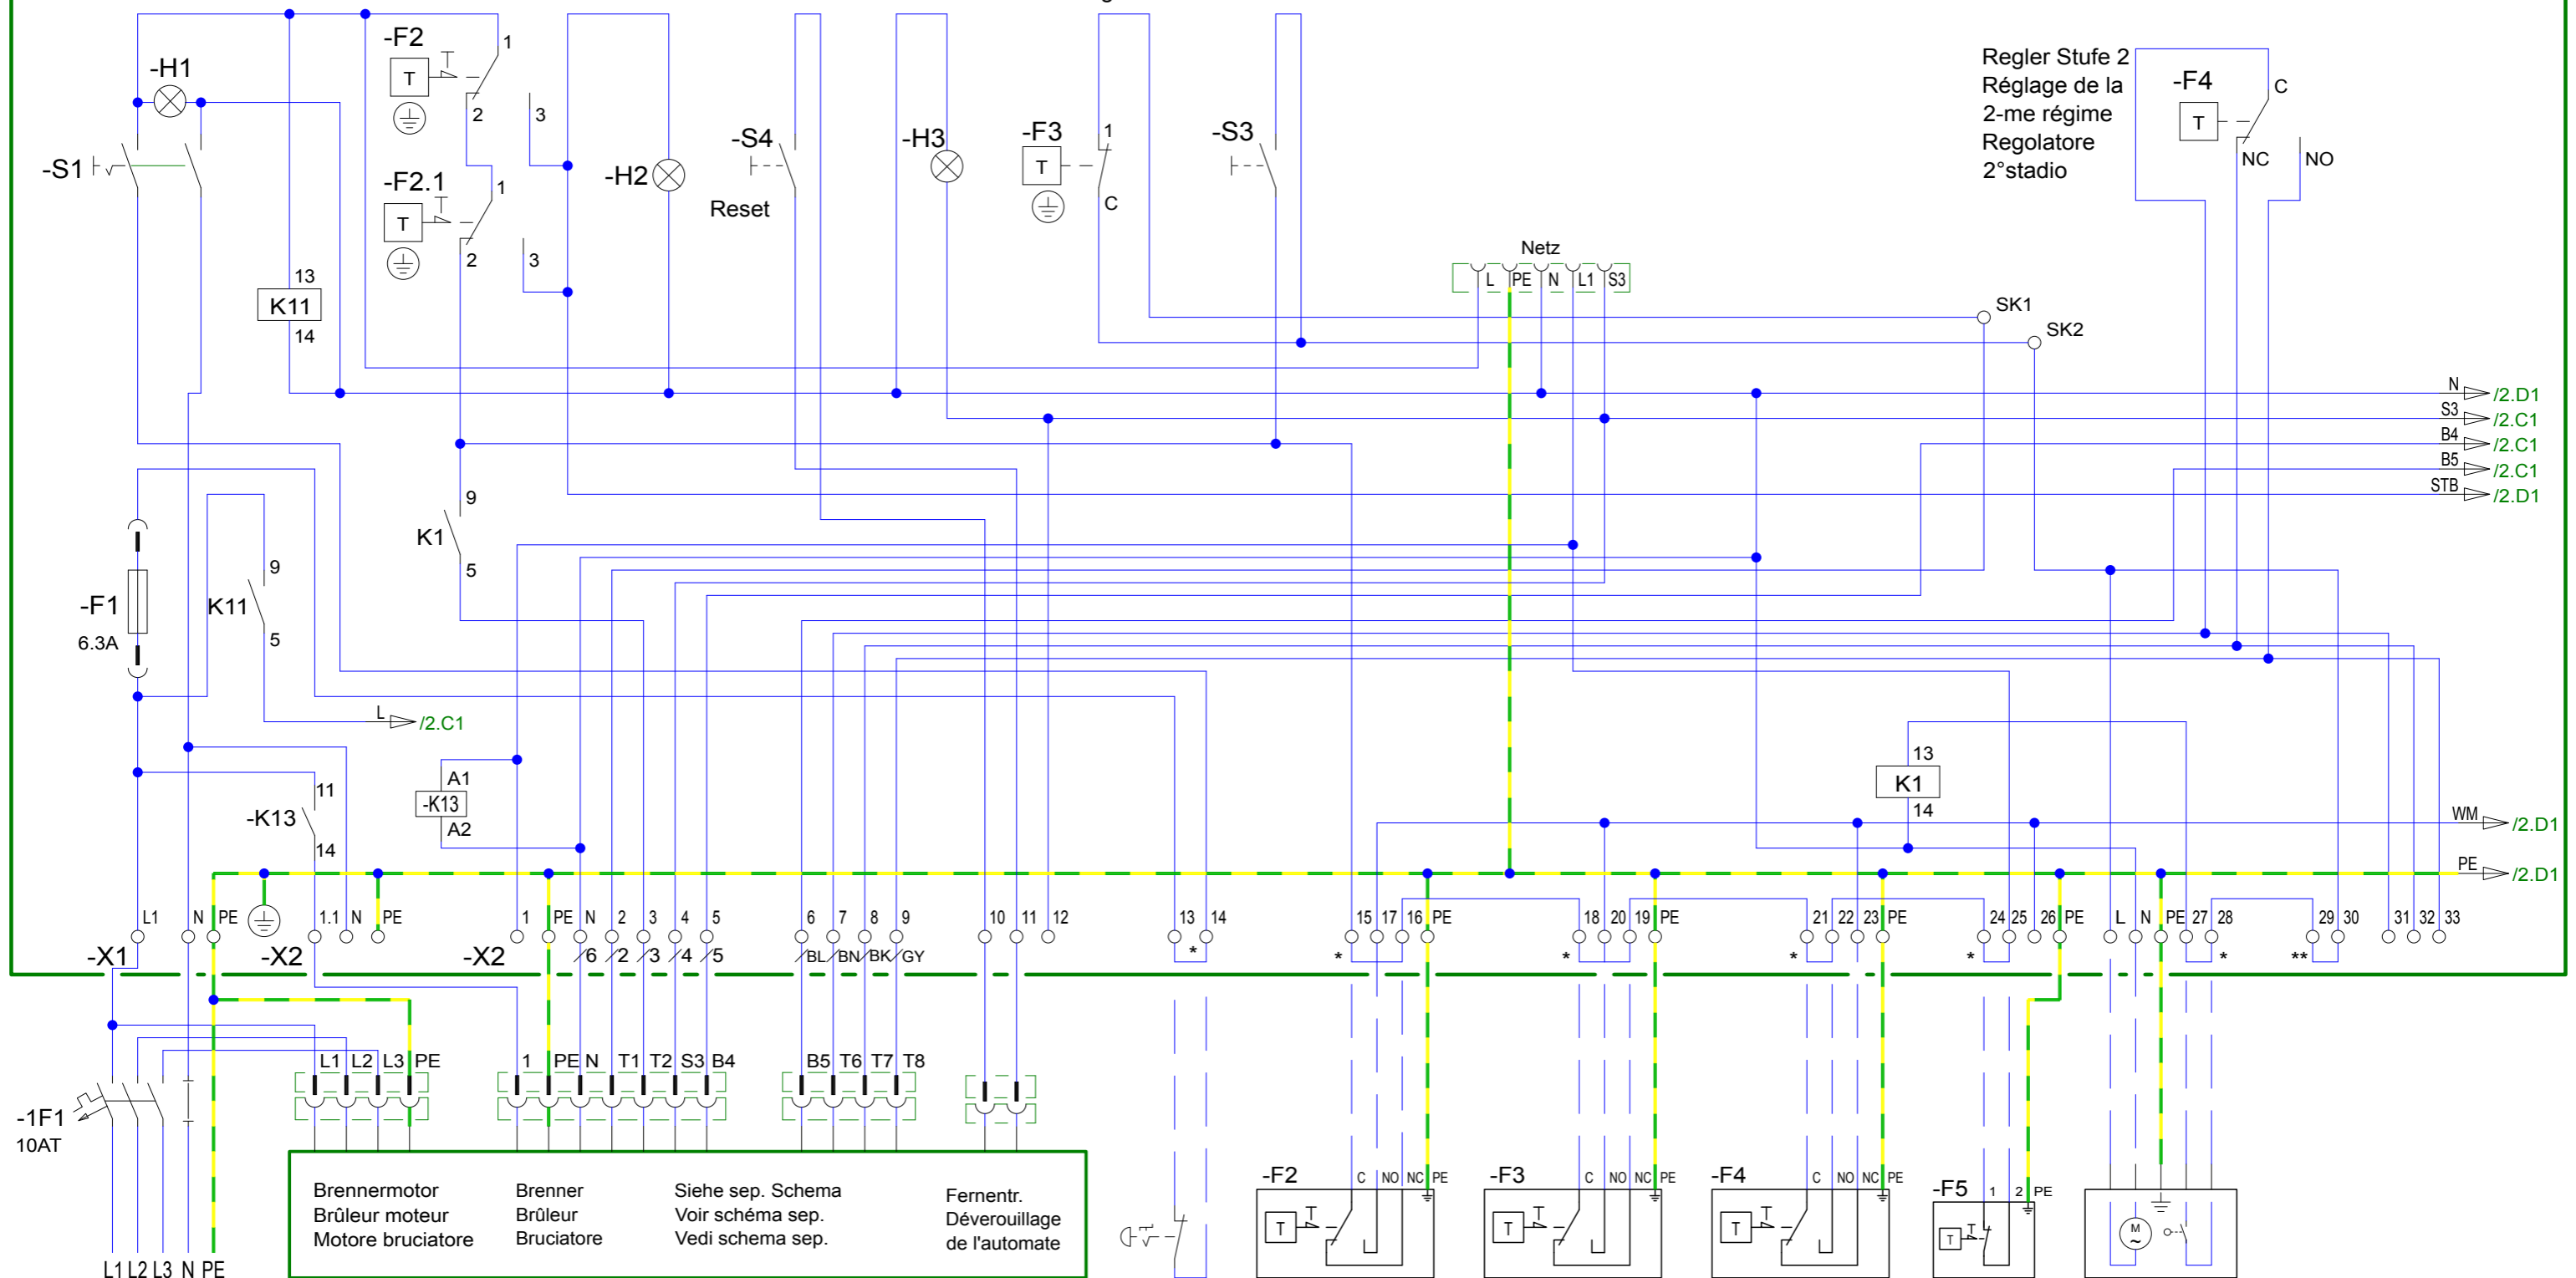 -F2
1
-H1
T
2
3
-S1
-F2.1
1
T
2
3
-H2
-S4
Reset
-H3
-F3
1
T
C
-S3
Regler Stufe 2
Réglage de la
2-me régime
Regolatore
2°stadio
-F4
C
T
NC
NO
Netz
L PE N L1 S3
13
K11
14
SK1
SK2
N /2.D1
S3 /2.C1
B4 /2.C1
B5 /2.C1
STB /2.D1
9
K1
5
-F1
6.3A
9
K11
5
L /2.C1
A1
-K13
A2
11
-K13
14
13
K1
14
WM /2.D1
PE /2.D1
L1 N PE 1.1 N PE 1 PE N 2 3 4 5 6 7 8 9 10 11 12 13 14 15 17 16 PE 18 20 19 PE 21 22 23 PE 24 25 26 PE L N PE 27 28 29 30 31 32 33
-X1 -X2 -X2 6 2 3 4 5 BL BN BK GY * * * * * * **
L1 L2 L3 PE 1 PE N T1 T2 S3 B4 B5 T6 T7 T8
-1F1
10AT
Brennermotor
Brûleur moteur
Motore bruciatore
Brenner
Brûleur
Bruciatore
Siehe sep. Schema
Voir schéma sep.
Vedi schema sep.
Fernentr.
Déverouillage
de l'automate
-F2 C NO NC PE
T
-F3 C NO NC PE
T
-F4 C NO NC PE
T
-F5 1 2 PE
T
M
~
L1 L2 L3 N PE